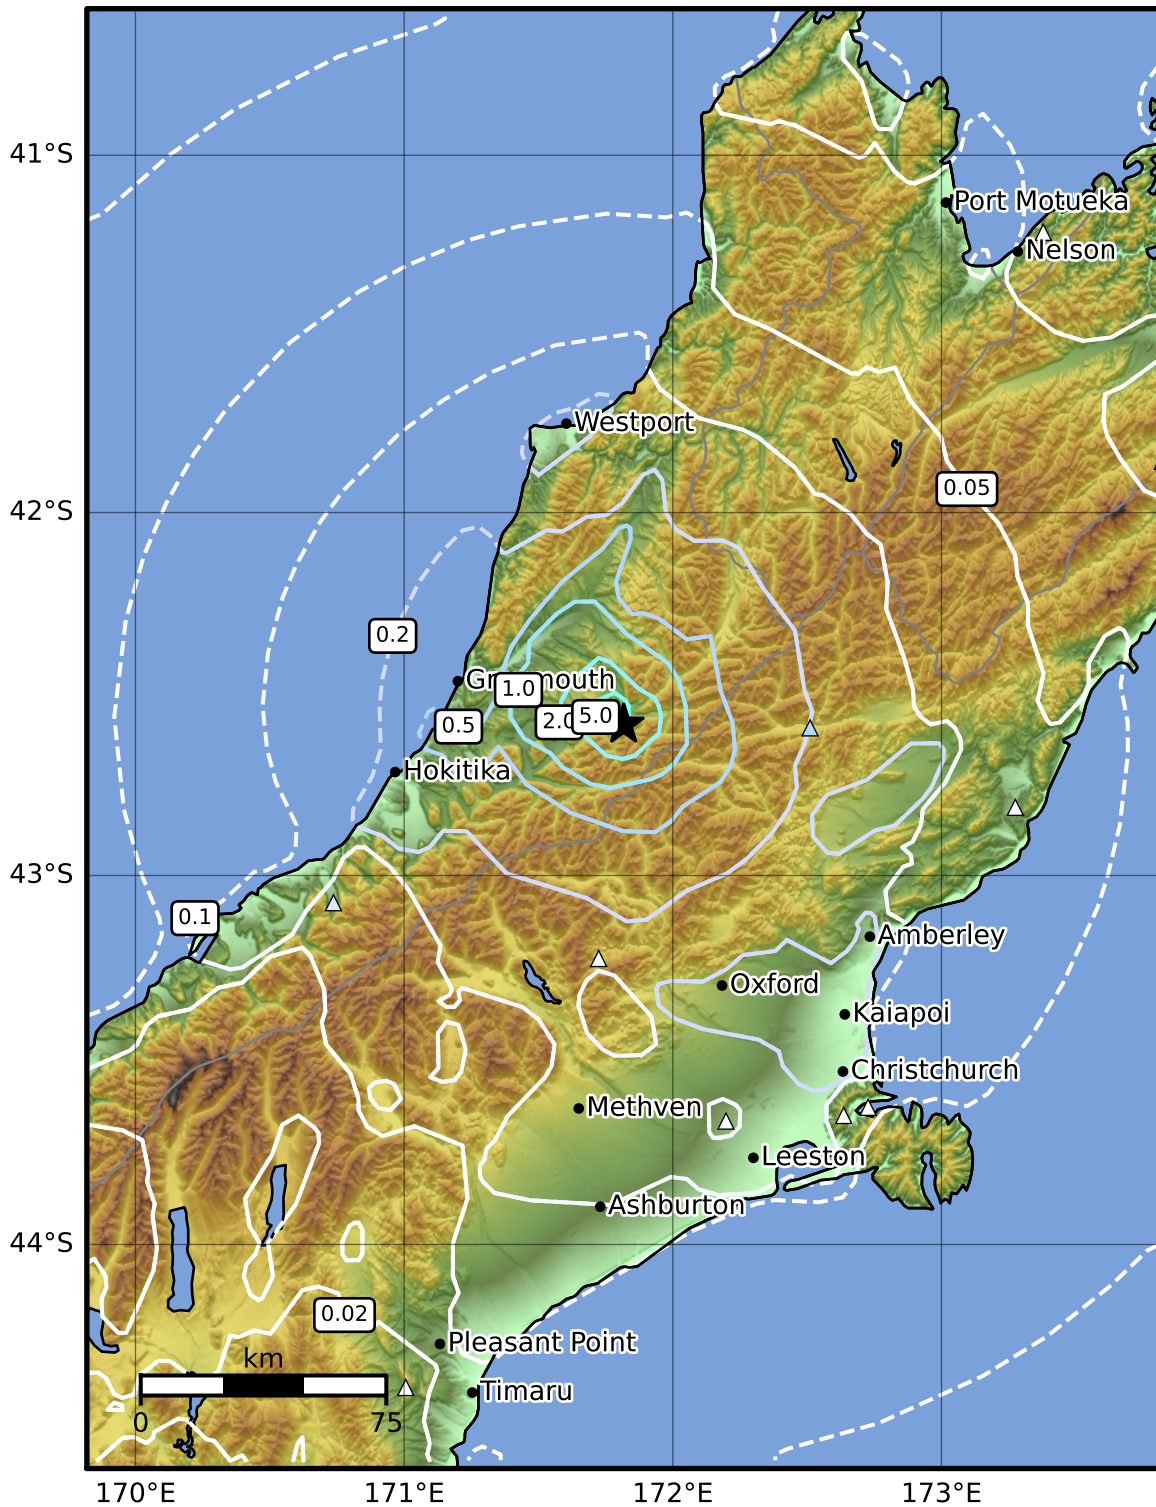 41°S
Port Motueka
Nelson
Westport
42°S
0.05
0.2
Greymouth
1.0
0.5
2.0
5.0
Hokitika
43°S
0.1
Amberley
Oxford
Kaiapoi
Christchurch
Methven
Leeston
Ashburton
44°S
0.02
Pleasant Point
km
Timaru
0
75
170°E
171°E
172°E
173°E